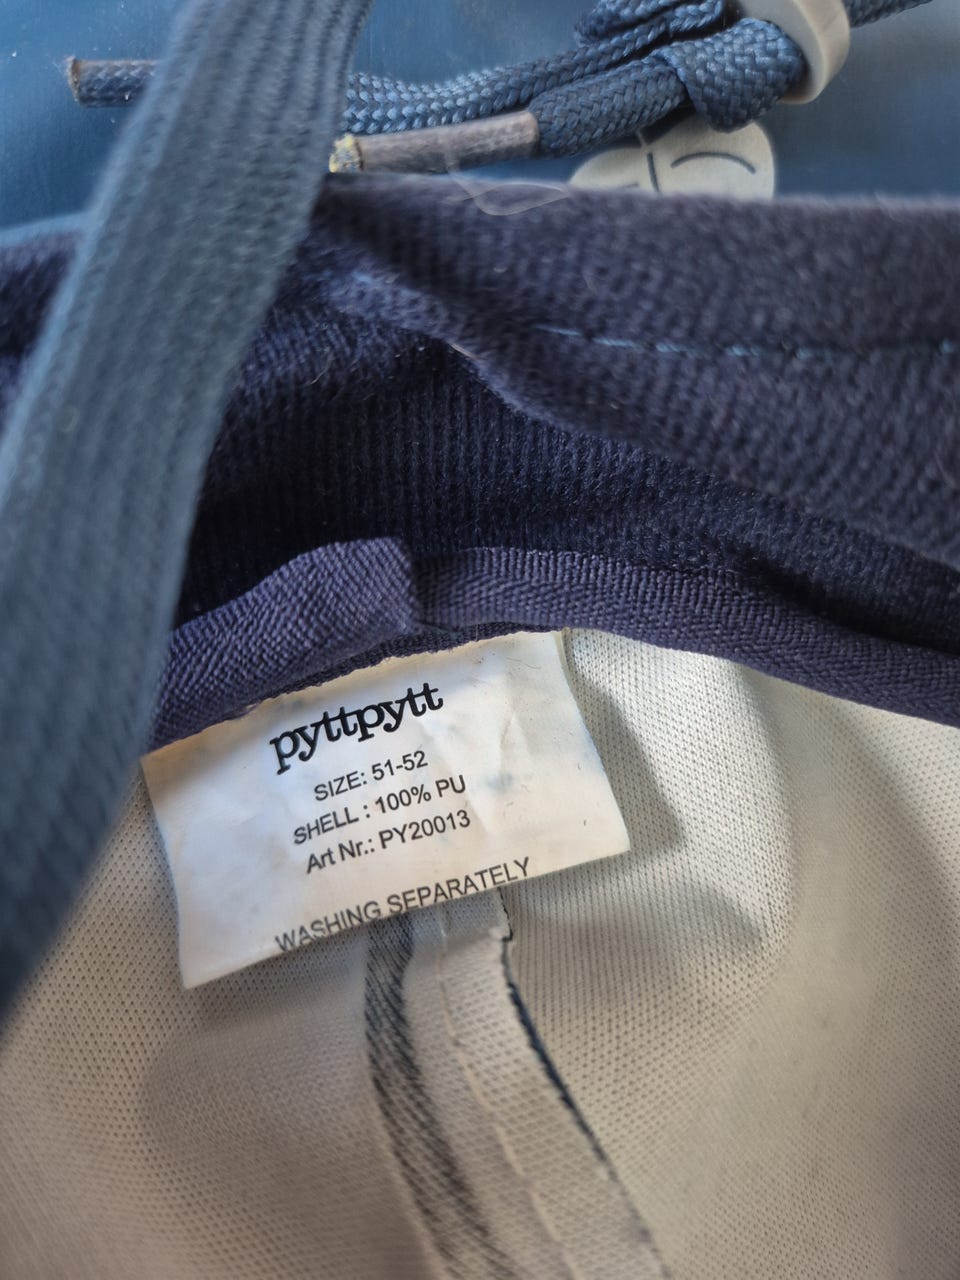 pyttpytt
SIZE: 51-52
SHELL : 100% PU
Art Nr.: PY20013
WASHING SEPARATELY